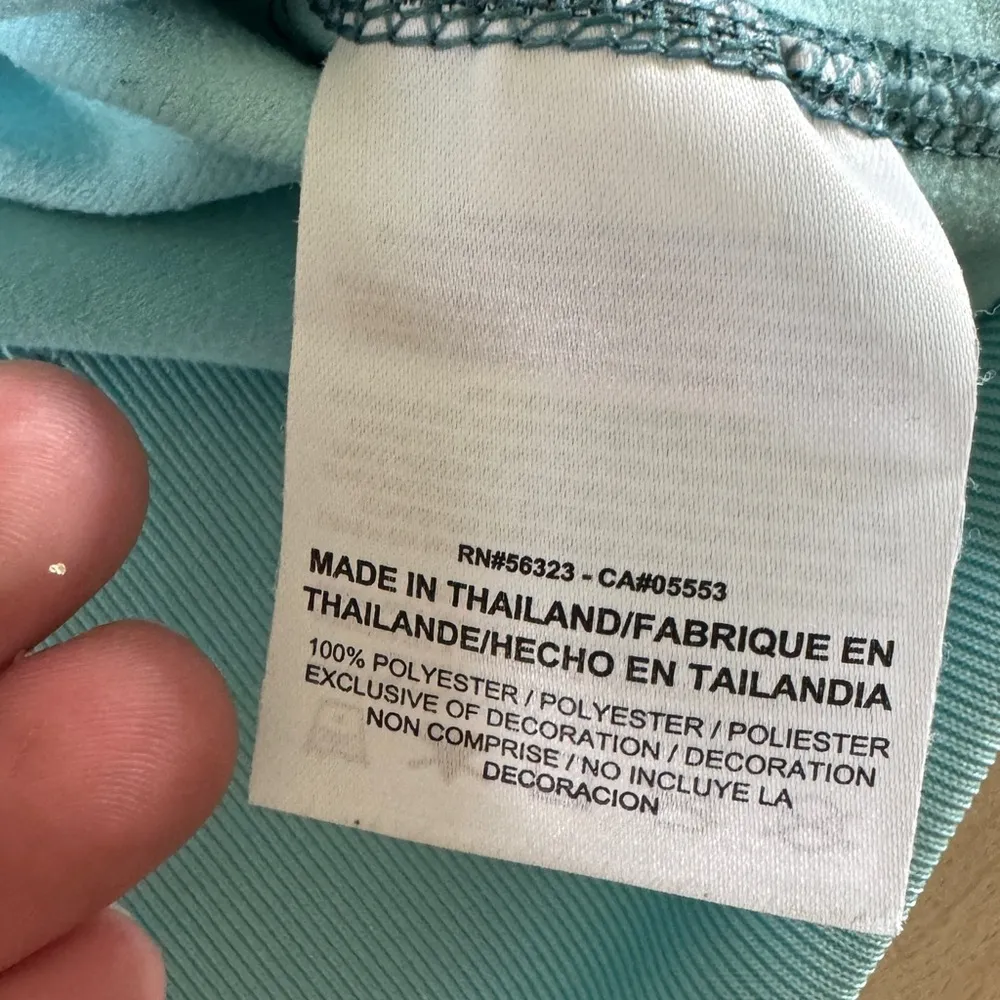 RN#56323 - CA#05553
MADE IN THAILAND/FABRIQUE EN
THAILANDE/HECHO EN TAILANDIA
100% POLYESTER / POLYESTER / POLIESTER
EXCLUSIVE OF DECORATION / DECORATION
NON COMPRISE / NO INCLUYE LA
DECORACION